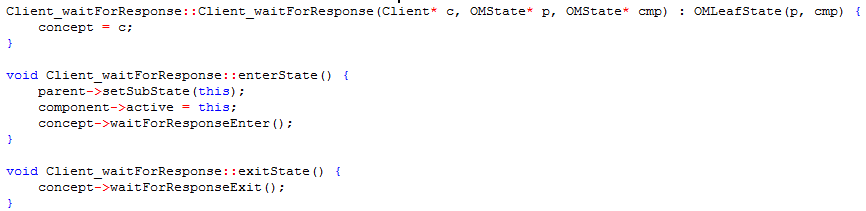 Client_waitForResponse::Client_waitForResponse(Client* c, OMState* p, OMState* cmp) : OMLeafState(p, cmp) {
    concept = c;
}

void Client_waitForResponse::enterState() {
    parent->setSubState(this);
    component->active = this;
    concept->waitForResponseEnter();
}

void Client_waitForResponse::exitState() {
    concept->waitForResponseExit();
}